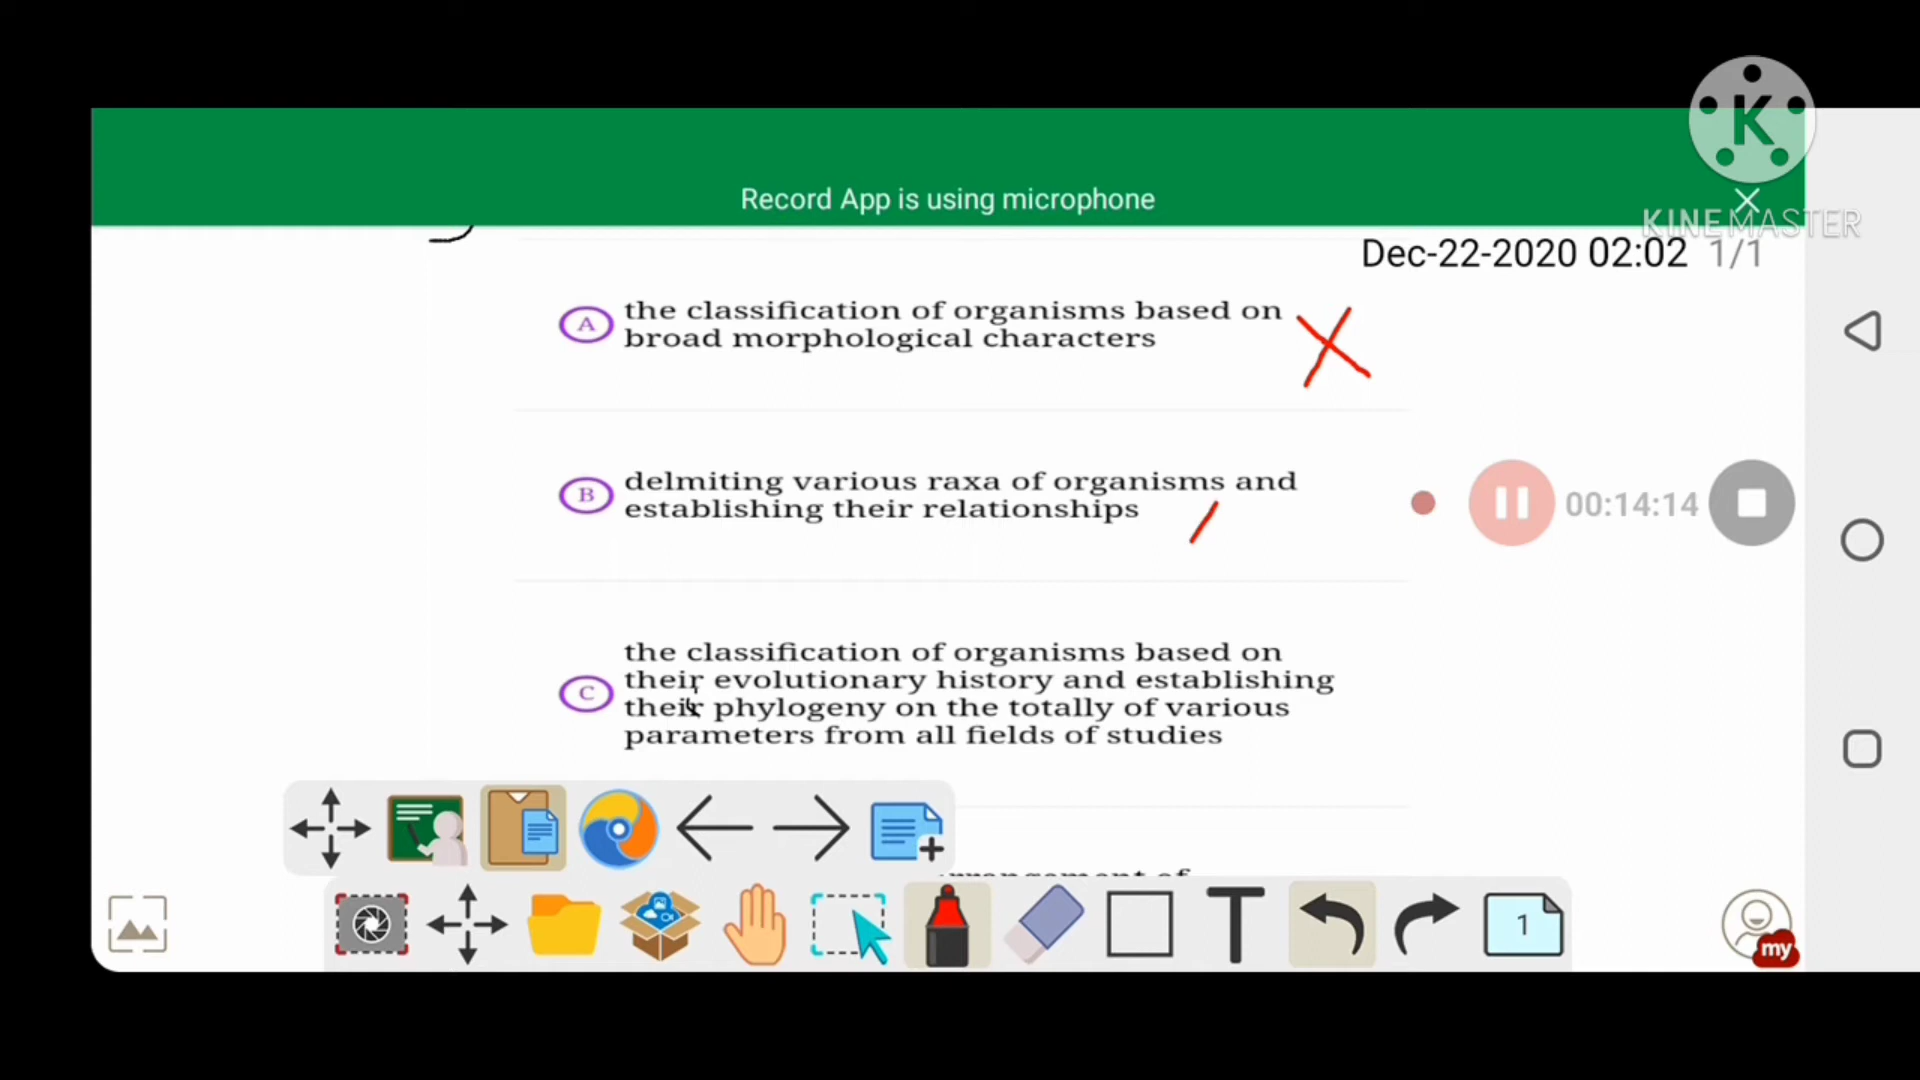 K
Record App is using microphone
KINEMASTER
Dec-22-2020 02:02 1/1
A the classification of organisms based on
broad morphological characters
B delmiting various raxa of organisms and
establishing their relationships
00:14:14
C the classification of organisms based on
their evolutionary history and establishing
their phylogeny on the totally of various
parameters from all fields of studies
T
1
my